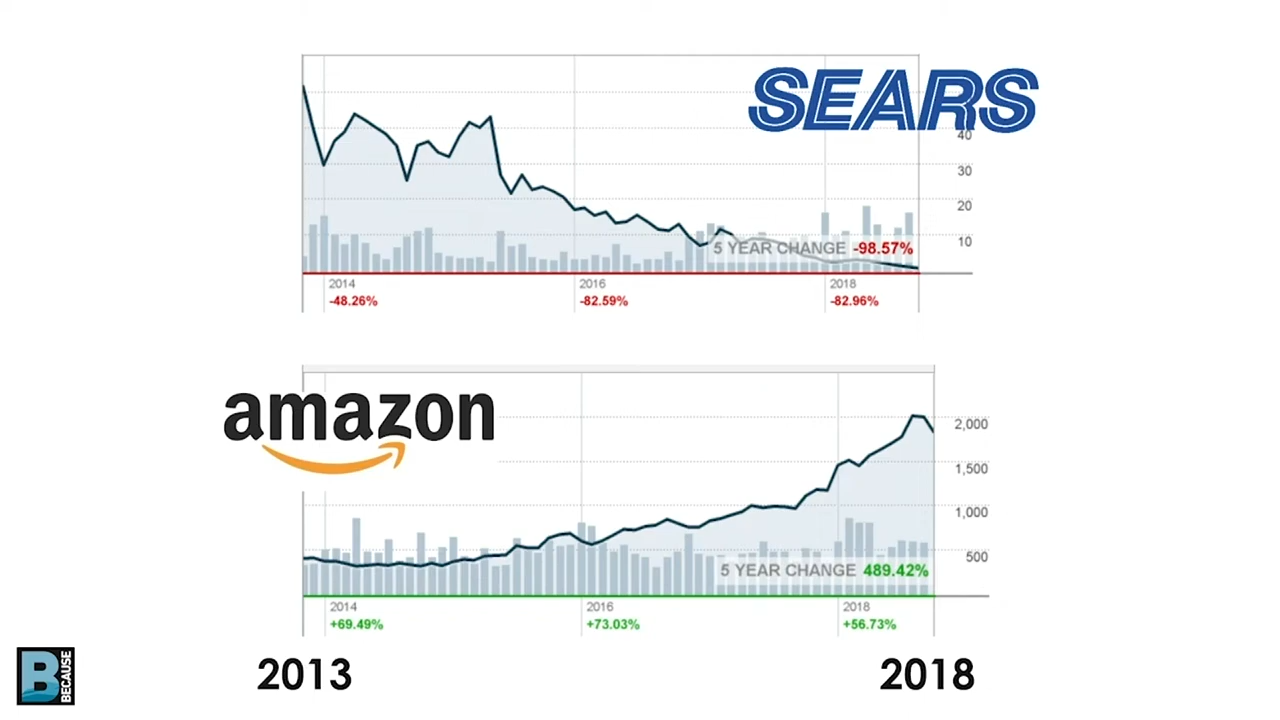 SEARS
40
30
20
10
5 YEAR CHANGE -98.57%
2014 2016 2018
-48.26% -82.59% -82.96%
amazon
2,000
1,500
1,000
500
5 YEAR CHANGE 489.42%
2014 2016 2018
+69.49% +73.03% +56.73%
2013 2018
B BECAUSE